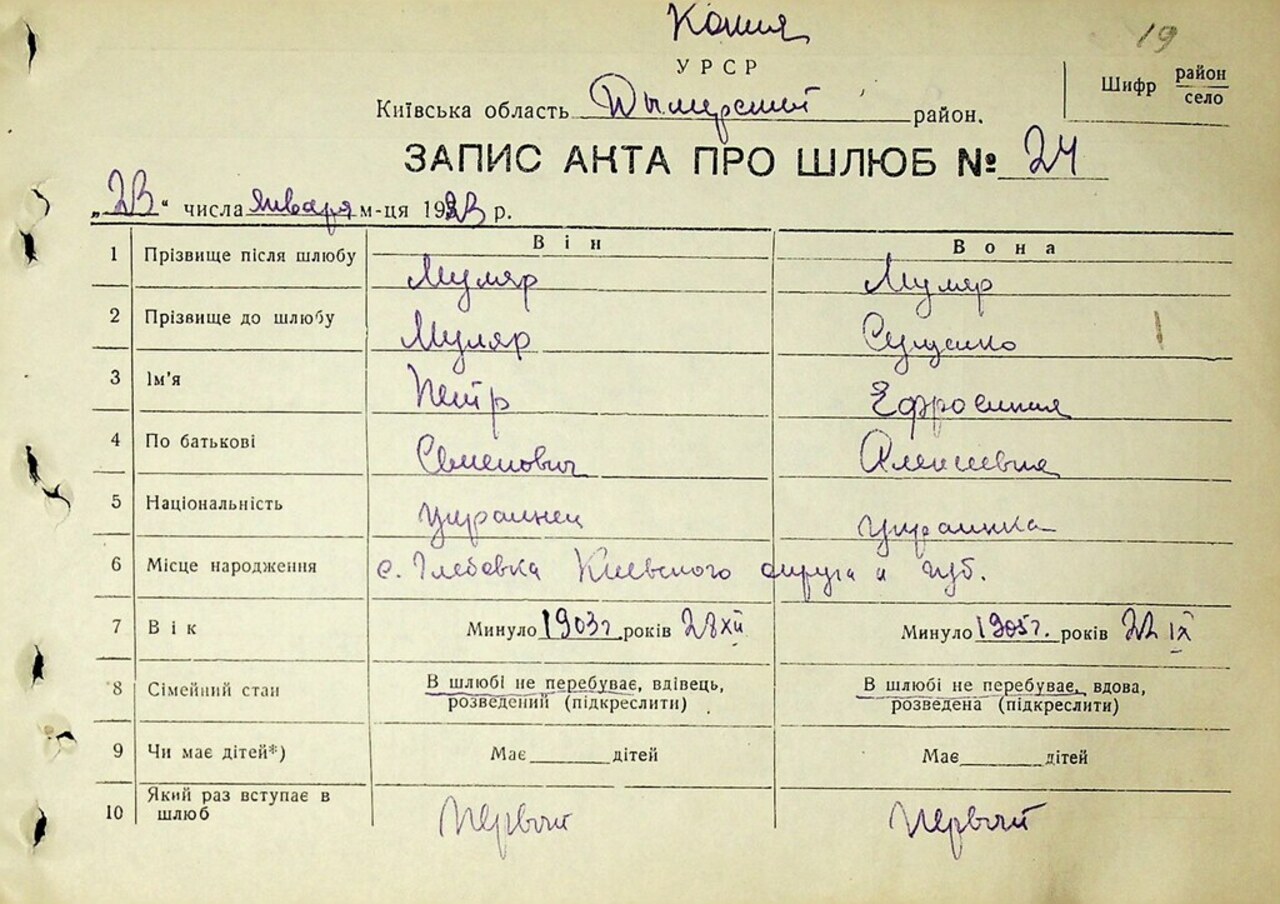 Копия
19
УРСР
Шифр район
село
Київська область Дымерский район.
ЗАПИС АКТА ПРО ШЛЮБ № 24
„23“ числа января м-ця 1923 р.
Він
Вона
1 Прізвище після шлюбу Муляр Муляр
2 Прізвище до шлюбу Муляр
3 Ім'я Петр Ефросиния
4 По батькові Семенович Алексеевна
5 Національність украинец украинка
6 Місце народження с. Глебовка Киевского округа и губ.
7 Вік Минуло 1903г. років 28 XII Минуло 1905г. років 22 IX
8 Сімейний стан В шлюбі не перебуває, вдівець, розведений (підкреслити) В шлюбі не перебуває, вдова, розведена (підкреслити)
9 Чи має дітей*) Має дітей Має дітей
10 Який раз вступає в шлюб первый первый